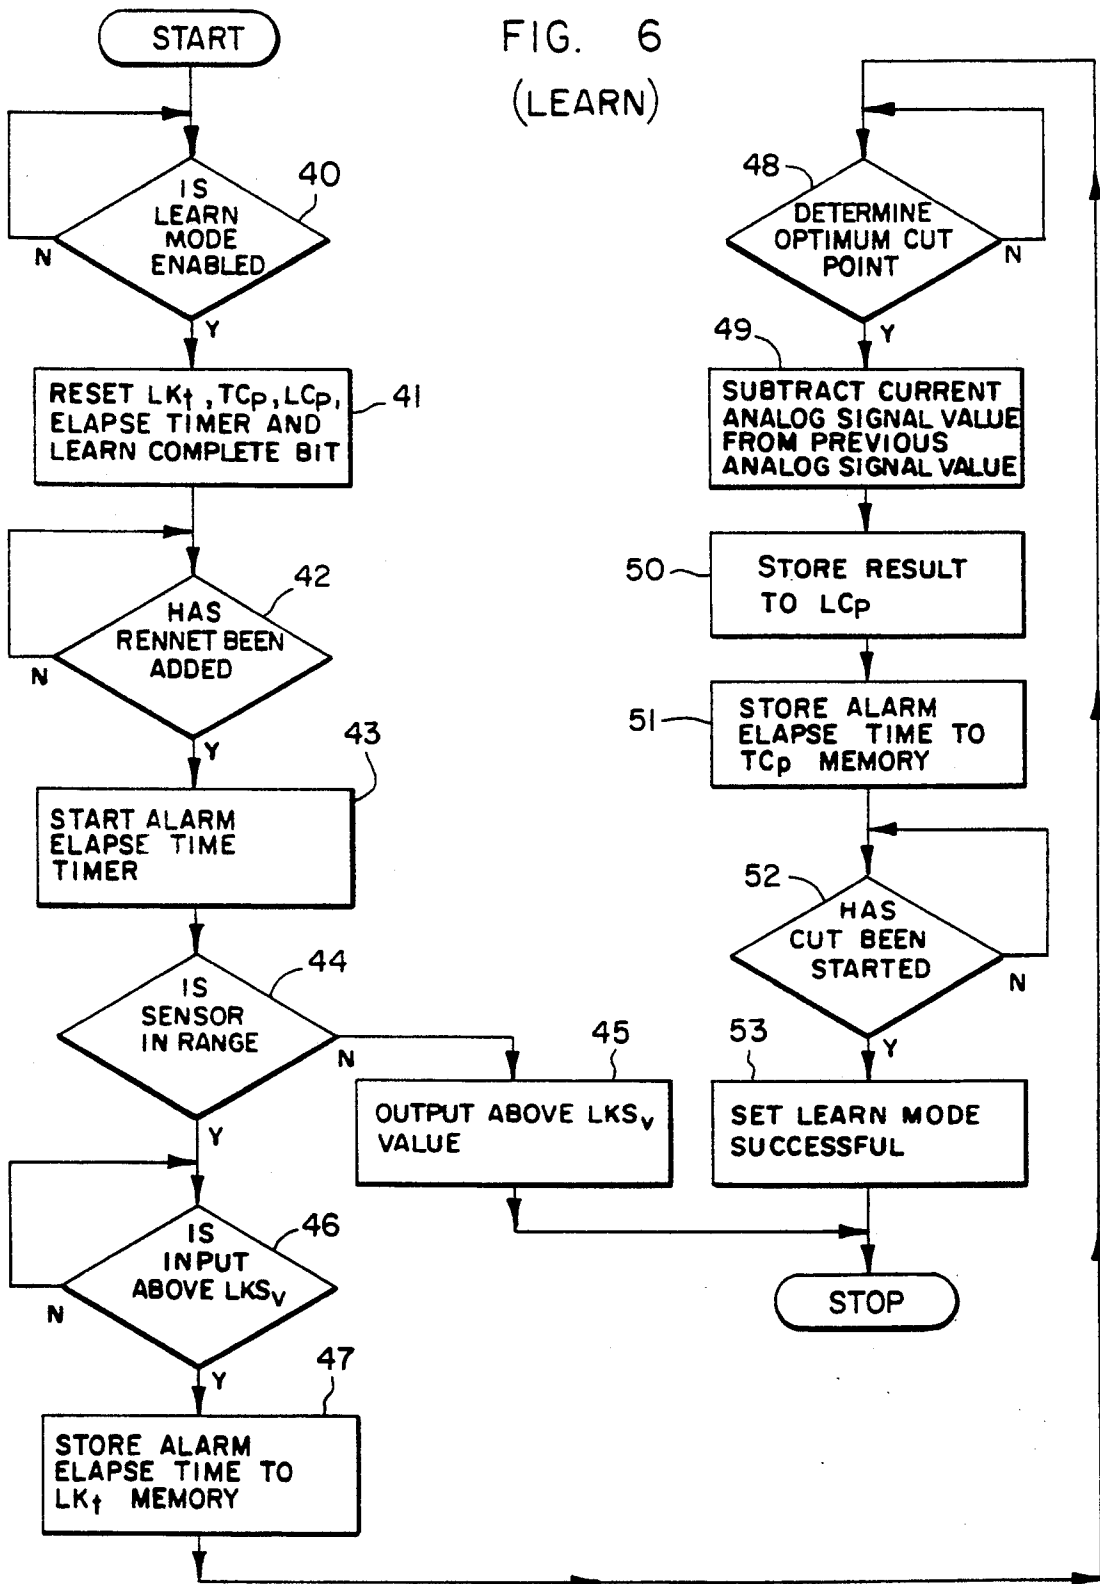 FIG. 6
(LEARN)
START
40
IS
LEARN
MODE
ENABLED
N
Y
RESET LKt, TCp, LCp,
ELAPSE TIMER AND
LEARN COMPLETE BIT
41
42
HAS
RENNET BEEN
ADDED
N
Y
43
START ALARM
ELAPSE TIME
TIMER
44
IS
SENSOR
IN RANGE
N
Y
45
OUTPUT ABOVE LKSv
VALUE
46
IS
INPUT
ABOVE LKSv
N
Y
47
STORE ALARM
ELAPSE TIME TO
LKt MEMORY
48
DETERMINE
OPTIMUM CUT
POINT
N
Y
49
SUBTRACT CURRENT
ANALOG SIGNAL VALUE
FROM PREVIOUS
ANALOG SIGNAL VALUE
50
STORE RESULT
TO LCp
51
STORE ALARM
ELAPSE TIME TO
TCp MEMORY
52
HAS
CUT BEEN
STARTED
N
Y
53
SET LEARN MODE
SUCCESSFUL
STOP